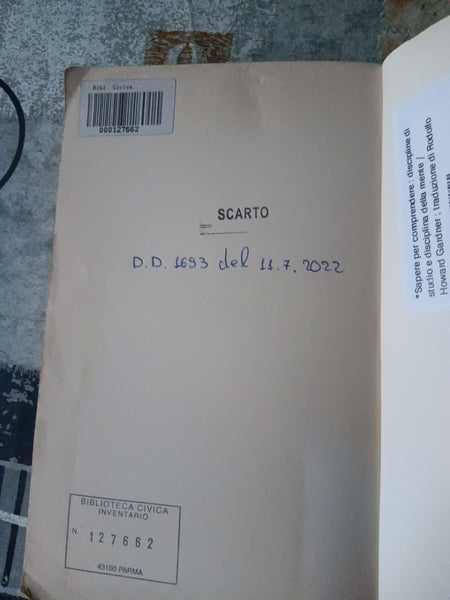 Bibl. Civica
000127662
SCARTO
D.D. 1693 del 11.7.2022
BIBLIOTECA CIVICA
INVENTARIO
N. 127662
43100 PARMA
*Sapere per comprendere : discipline di
studio e disciplina della mente |
Howard Gardner ; traduzione di Rodolfo